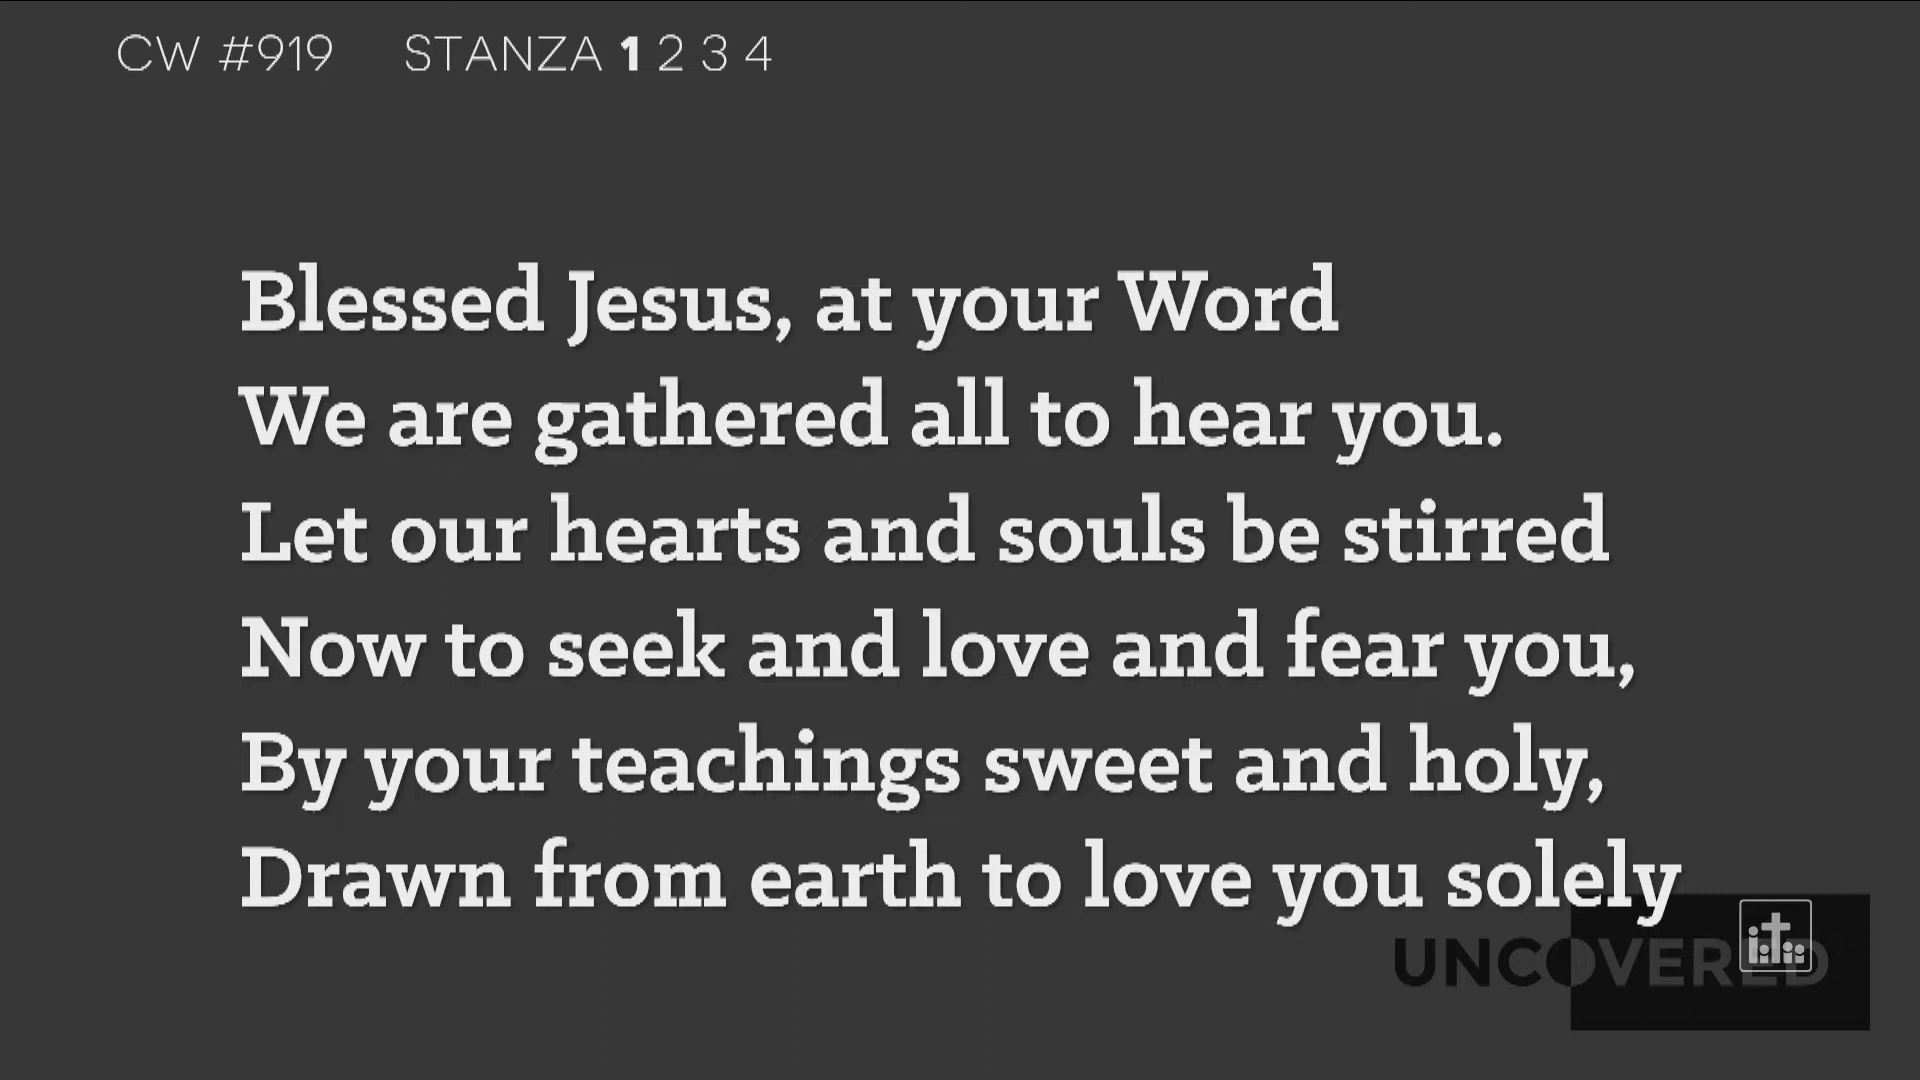 CW #919 STANZA 1 2 3 4
Blessed Jesus, at your Word
We are gathered all to hear you.
Let our hearts and souls be stirred
Now to seek and love and fear you,
By your teachings sweet and holy,
Drawn from earth to love you solely
UNCOVERED